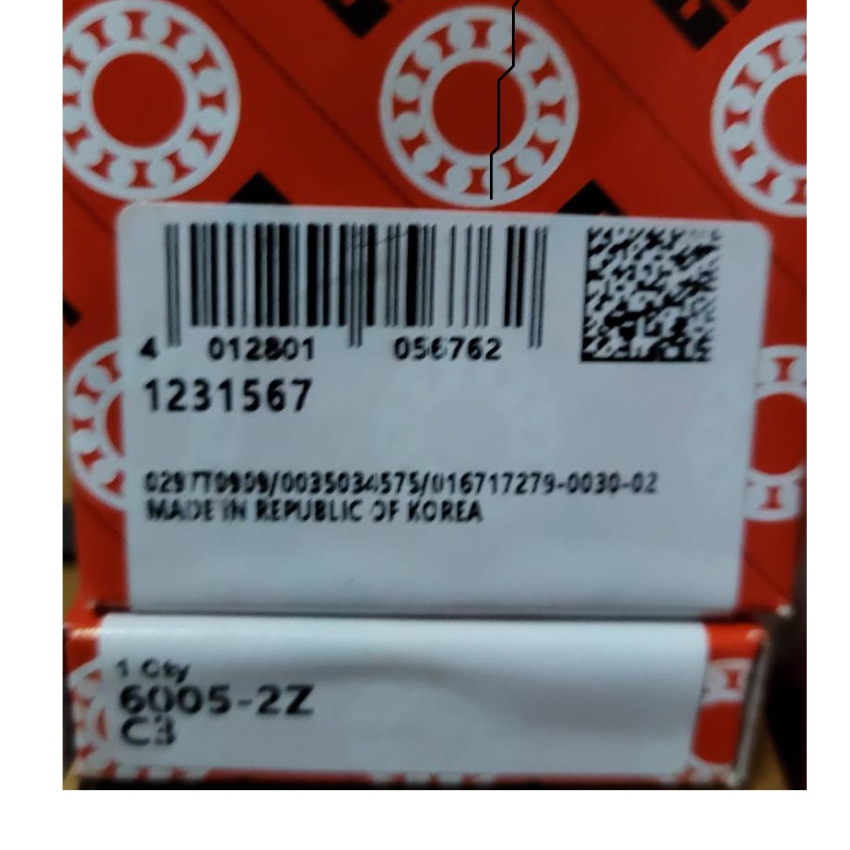 4 012801 056762
1231567
0297T0909/0035034575/016717279-0030-02
MADE IN REPUBLIC OF KOREA
1 Qty
6005-2Z
C3